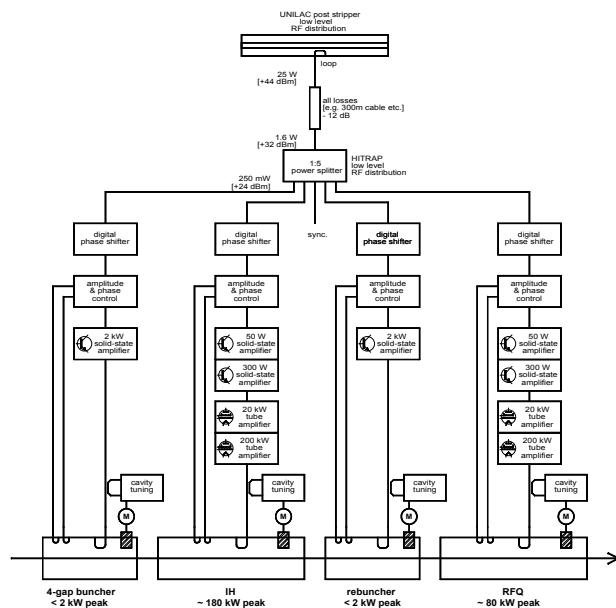 UNILAC post stripper
low level
RF distribution
loop
25 W
[+44 dBm]
all losses
[e.g. 300m cable etc.]
- 12 dB
1.6 W
[+32 dBm]
1:5
power splitter
HITRAP
low level
RF distribution
250 mW
[+24 dBm]
digital
phase shifter
digital
phase shifter
sync.
digital
phase shifter
digital
phase shifter
amplitude
& phase
control
amplitude
& phase
control
amplitude
& phase
control
amplitude
& phase
control
2 kW
solid-state
amplifier
50 W
solid-state
amplifier
2 kW
solid-state
amplifier
50 W
solid-state
amplifier
300 W
solid-state
amplifier
300 W
solid-state
amplifier
20 kW
tube
amplifier
20 kW
tube
amplifier
200 kW
tube
amplifier
200 kW
tube
amplifier
cavity
tuning
cavity
tuning
cavity
tuning
cavity
tuning
M
M
M
M
4-gap buncher
< 2 kW peak
IH
~ 180 kW peak
rebuncher
< 2 kW peak
RFQ
~ 80 kW peak